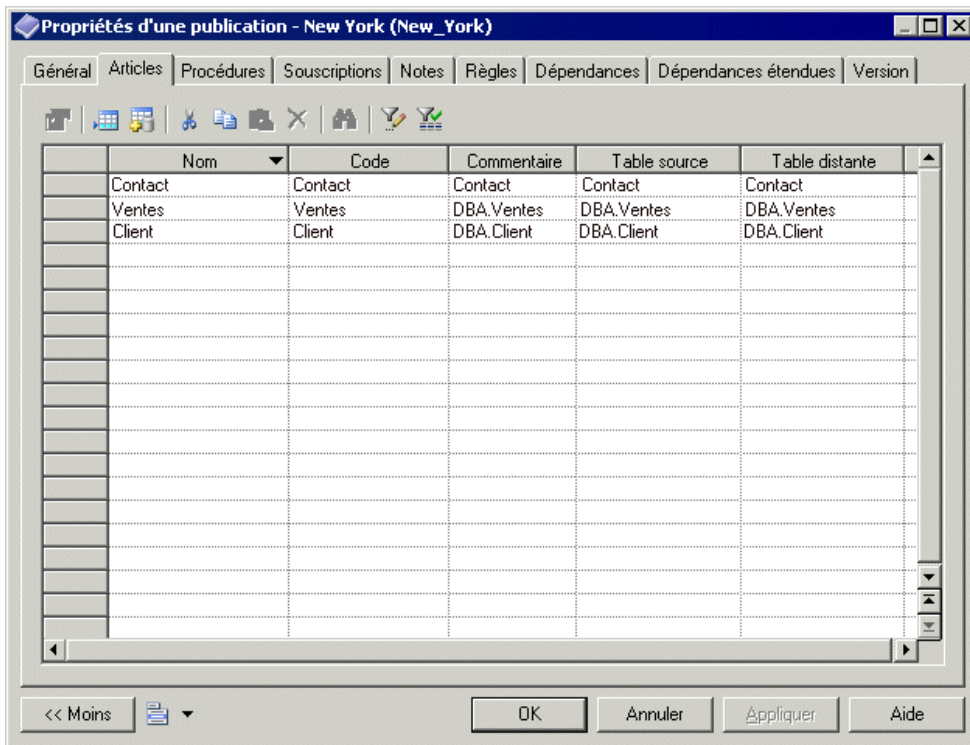 Propriétés d'une publication - New York (New_York)
Général Articles Procédures Souscriptions Notes Règles Dépendances Dépendances étendues Version
Nom Code Commentaire Table source Table distante
Contact Contact Contact Contact Contact
Ventes Ventes DBA.Ventes DBA.Ventes DBA.Ventes
Client Client DBA.Client DBA.Client DBA.Client
<< Moins OK Annuler Appliquer Aide